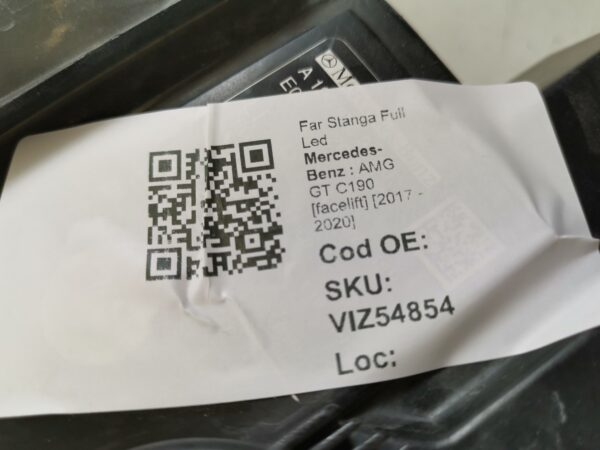 Far Stanga Full
Led
Mercedes-
Benz : AMG
GT C190
[facelift] [2017 -
2020]
Cod OE:
SKU:
VIZ54854
Loc: